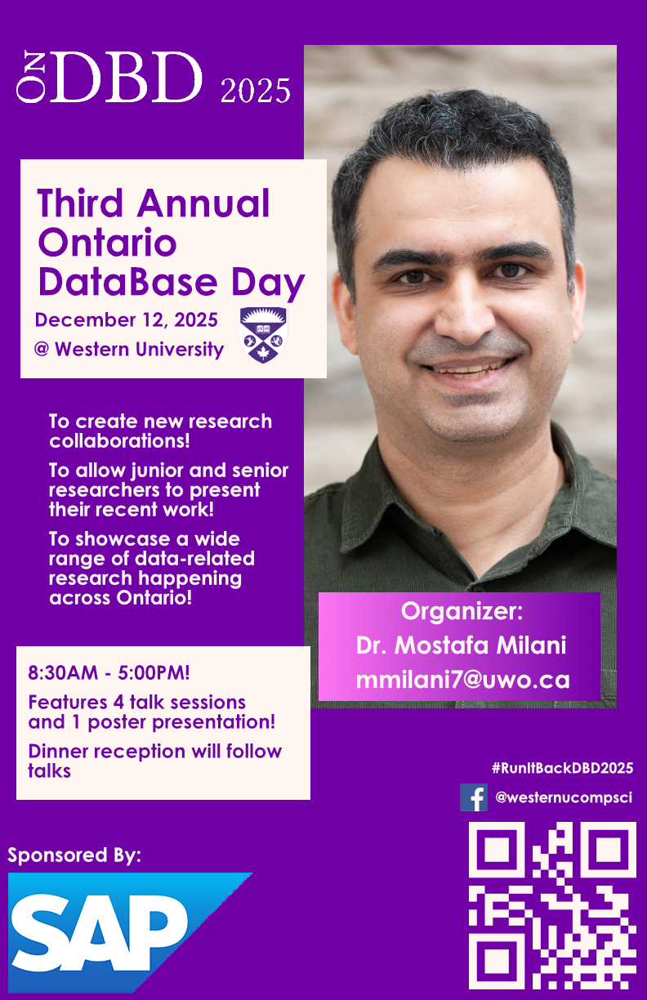 ONDBD 2025
Third Annual
Ontario
DataBase Day
December 12, 2025
@ Western University
To create new research
collaborations!
To allow junior and senior
researchers to present
their recent work!
To showcase a wide
range of data-related
research happening
across Ontario!
Organizer:
Dr. Mostafa Milani
mmilani7@uwo.ca
8:30AM - 5:00PM!
Features 4 talk sessions
and 1 poster presentation!
Dinner reception will follow
talks
#RunItBackDBD2025
@westernucompsci
Sponsored By:
SAP